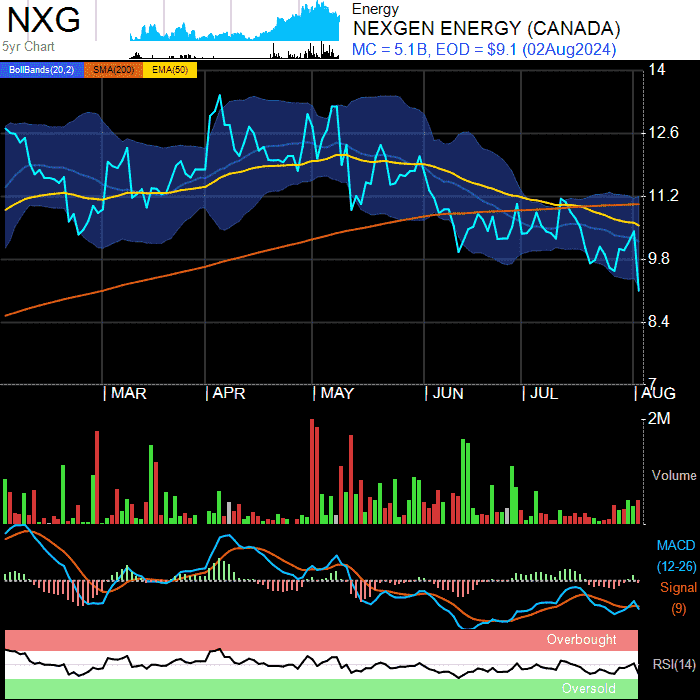 NXG
5yr Chart
Energy
NEXGEN ENERGY (CANADA)
MC = 5.1B, EOD = $9.1 (02Aug2024)
BollBands(20,2) SMA(200) EMA(50)
14
12.6
11.2
9.8
8.4
7
MAR APR MAY JUN JUL AUG
2M
Volume
MACD
(12-26)
Signal
(9)
Overbought
RSI(14)
Oversold